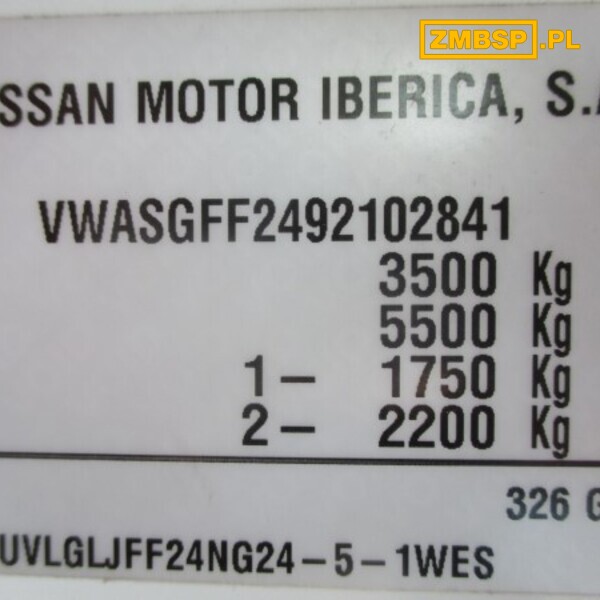 ZMBSP.PL
SSAN MOTOR IBERICA, S.A
VWASGFF2492102841
3500 Kg
5500 Kg
1– 1750 Kg
2– 2200 Kg
326 G
UVLGLJFF24NG24–5–1WES